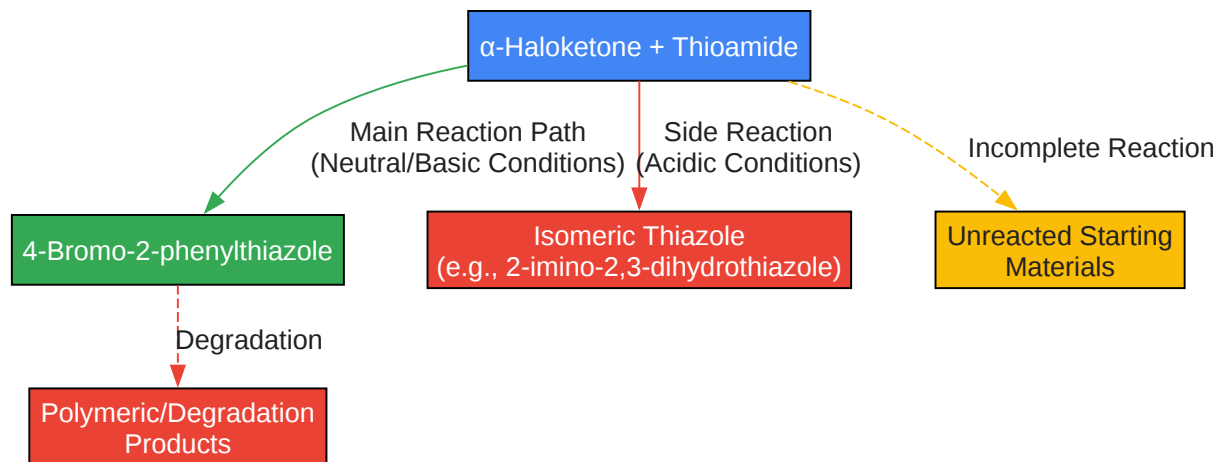 α-Haloketone + Thioamide
Main Reaction Path
(Neutral/Basic Conditions)
Side Reaction
(Acidic Conditions)
Incomplete Reaction
4-Bromo-2-phenylthiazole
Isomeric Thiazole
(e.g., 2-imino-2,3-dihydrothiazole)
Unreacted Starting
Materials
Degradation
Polymeric/Degradation
Products